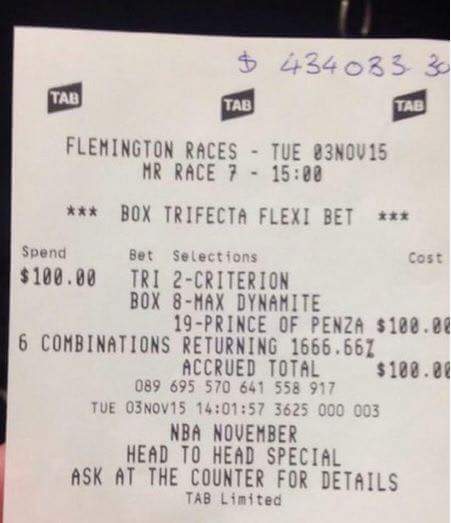 $ 434083 30
TAB TAB TAB
FLEMINGTON RACES - TUE 03NOV15
MR RACE 7 - 15:00
*** BOX TRIFECTA FLEXI BET ***
Spend Bet Selections Cost
$100.00 TRI 2-CRITERION
BOX 8-MAX DYNAMITE
19-PRINCE OF PENZA $100.00
6 COMBINATIONS RETURNING 1666.66%
ACCRUED TOTAL $100.00
089 695 570 641 558 917
TUE 03NOV15 14:01:57 3625 000 003
NBA NOVEMBER
HEAD TO HEAD SPECIAL
ASK AT THE COUNTER FOR DETAILS
TAB Limited